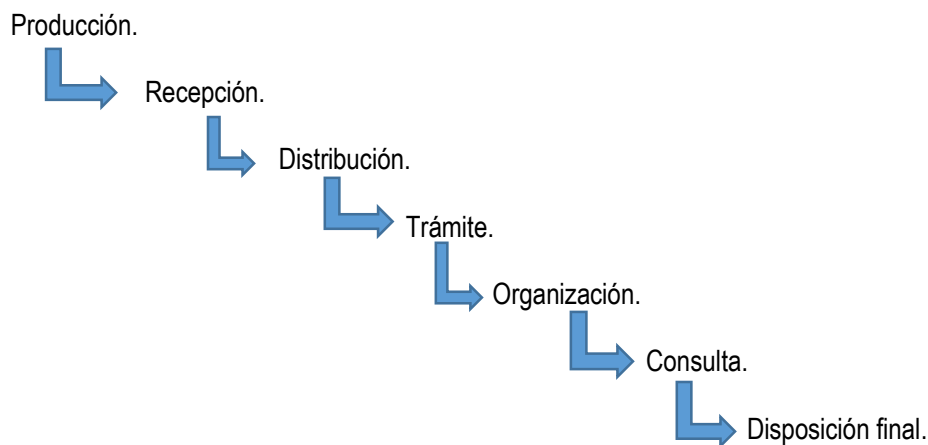 Producción.
Recepción.
Distribución.
Trámite.
Organización.
Consulta.
Disposición final.